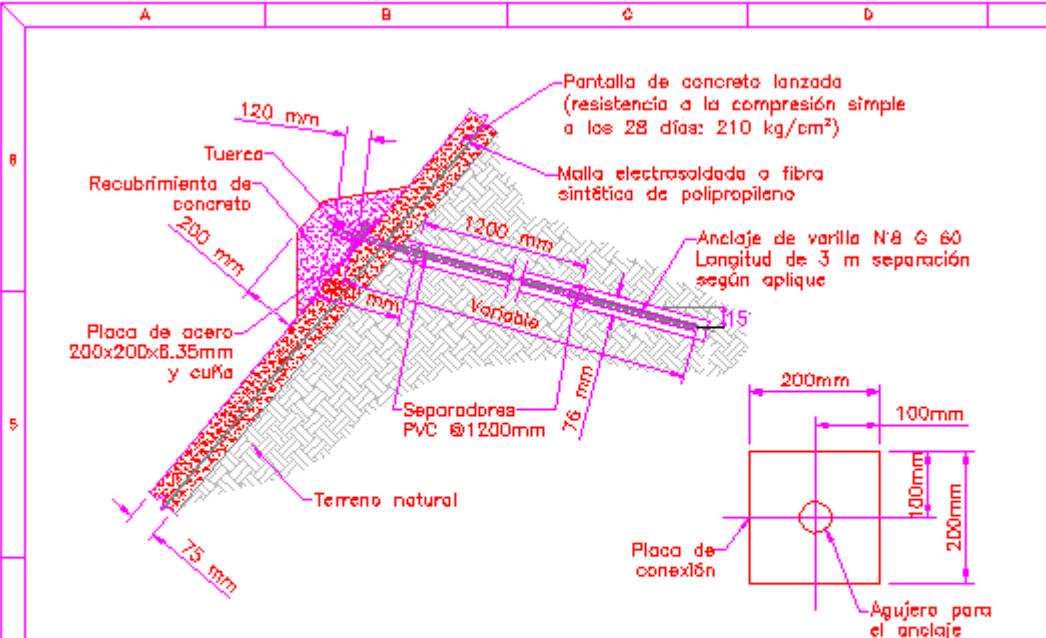 A
B
C
D
6
5
Pantalla de concreto lanzada
(resistencia a la compresión simple
a los 28 días: 210 kg/cm²)
120 mm
Tuerca
Malla electrosoldada o fibra
sintética de polipropileno
Recubrimiento de
concreto
200 mm
1200 mm
Anclaje de varilla N°8 G 60
Longitud de 3 m separación
según aplique
mm
Variable
15°
Placa de acero
200x200x6.35mm
y cuña
Separadores
PVC @1200mm
76 mm
Terreno natural
75 mm
200mm
100mm
100mm
200mm
Placa de
conexión
Agujero para
el anclaje